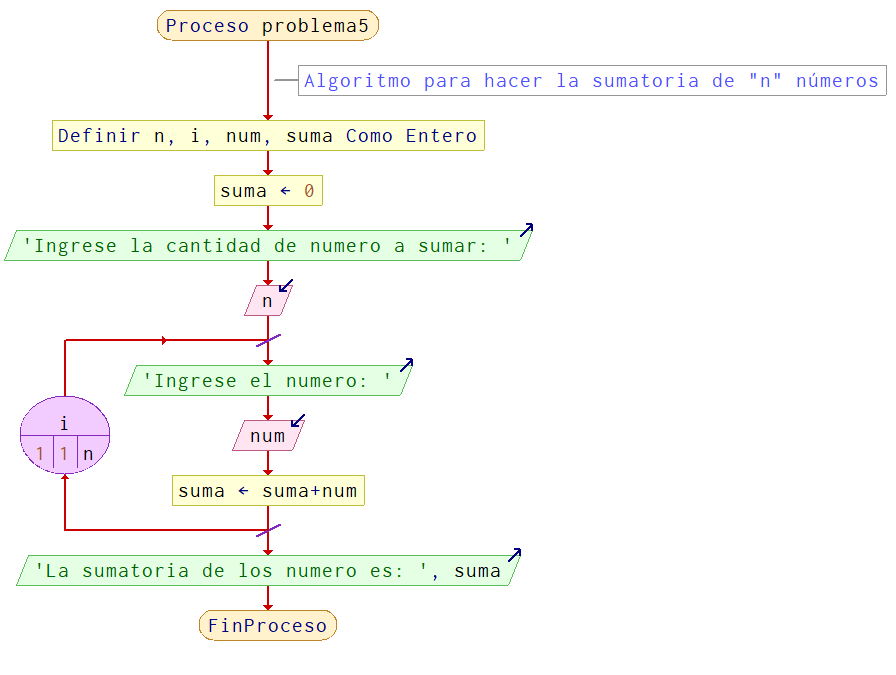 Proceso problema5
Algoritmo para hacer la sumatoria de "n" números
Definir n, i, num, suma Como Entero
suma ← 0
'Ingrese la cantidad de numero a sumar: '
n
'Ingrese el numero: '
i
1 1 n
num
suma ← suma+num
'La sumatoria de los numero es: ', suma
FinProceso